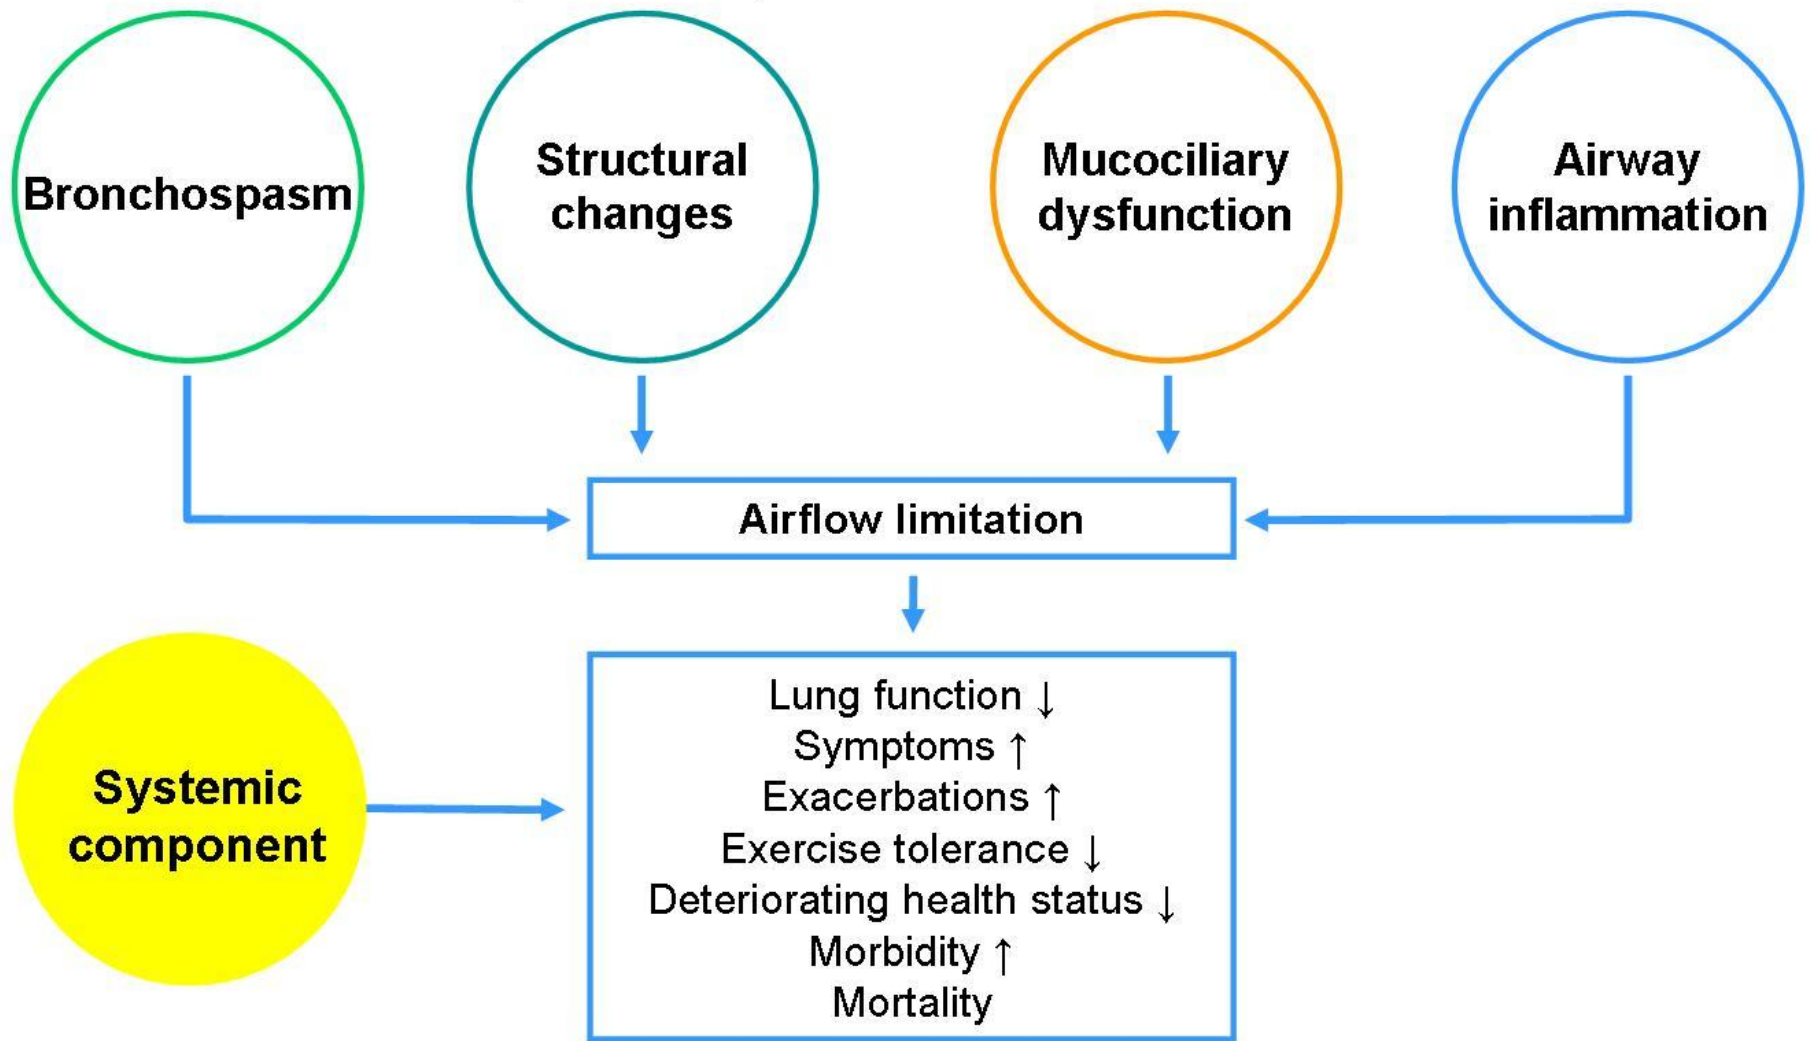 Bronchospasm
Structural
changes
Mucociliary
dysfunction
Airway
inflammation
Airflow limitation
Systemic
component
Lung function ↓
Symptoms ↑
Exacerbations ↑
Exercise tolerance ↓
Deteriorating health status ↓
Morbidity ↑
Mortality